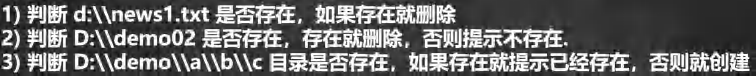 1) 判断 d:\\news1.txt 是否存在，如果存在就删除
2) 判断 D:\\demo02 是否存在，存在就删除，否则提示不存在.
3) 判断 D:\\demo\\a\\b\\c 目录是否存在，如果存在就提示已经存在，否则就创建